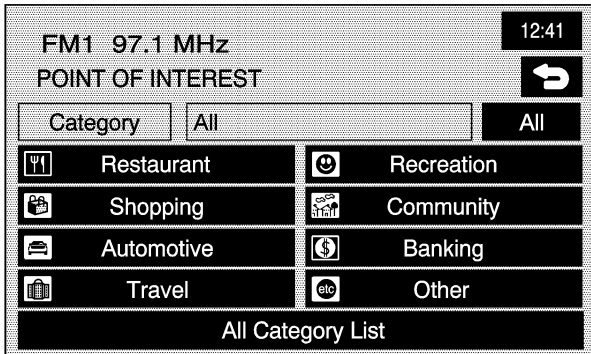 12:41
FM1 97.1 MHz
POINT OF INTEREST
Category All All
Restaurant Recreation
Shopping Community
Automotive $ Banking
Travel etc Other
All Category List